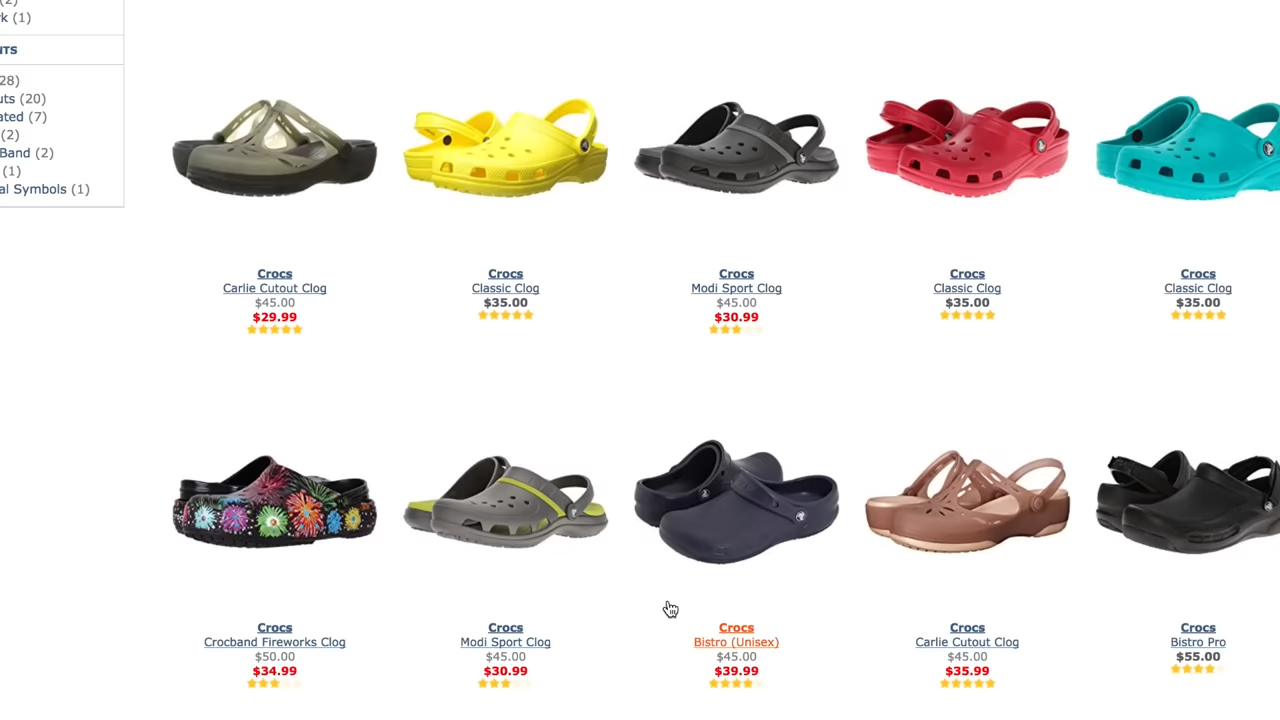 (2)
rk (1)
NTS
28)
uts (20)
ated (7)
(2)
Band (2)
(1)
al Symbols (1)
Crocs
Carlie Cutout Clog
$45.00
$29.99
Crocs
Classic Clog
$35.00
Crocs
Modi Sport Clog
$45.00
$30.99
Crocs
Classic Clog
$35.00
Crocs
Classic Clog
$35.00
Crocs
Crocband Fireworks Clog
$50.00
$34.99
Crocs
Modi Sport Clog
$45.00
$30.99
Crocs
Bistro (Unisex)
$45.00
$39.99
Crocs
Carlie Cutout Clog
$45.00
$35.99
Crocs
Bistro Pro
$55.00